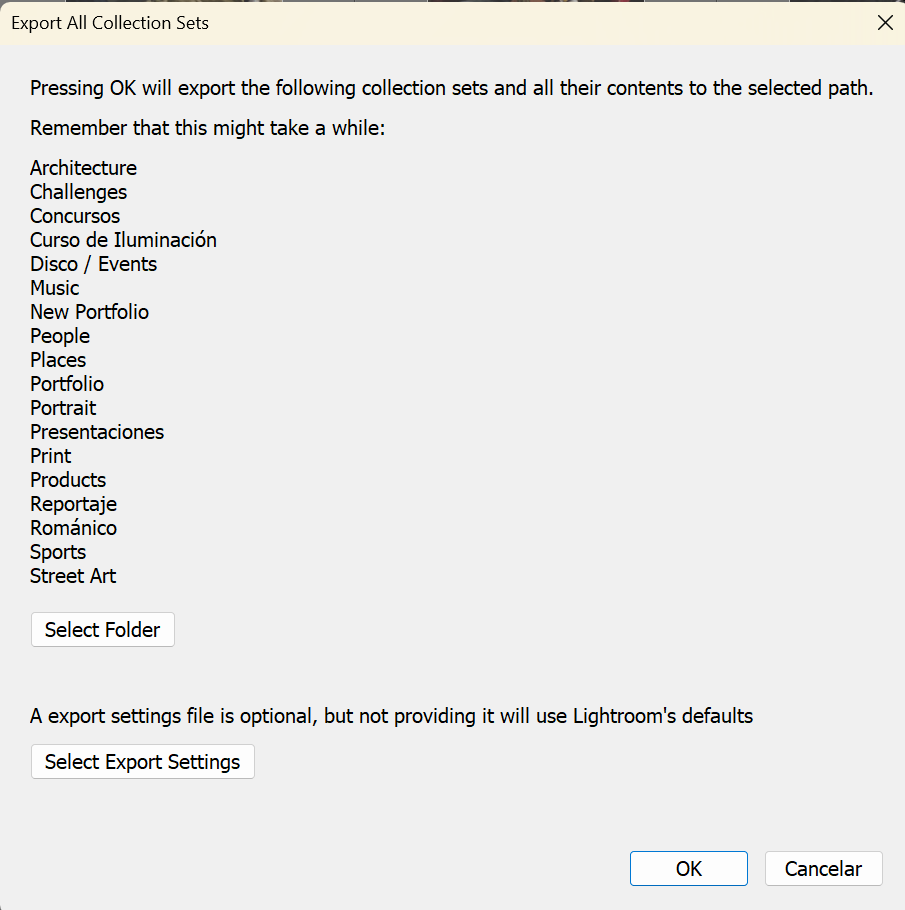 Export All Collection Sets
Pressing OK will export the following collection sets and all their contents to the selected path.
Remember that this might take a while:
Architecture
Challenges
Concursos
Curso de Iluminación
Disco / Events
Music
New Portfolio
People
Places
Portfolio
Portrait
Presentaciones
Print
Products
Reportaje
Románico
Sports
Street Art
Select Folder
A export settings file is optional, but not providing it will use Lightroom's defaults
Select Export Settings
OK
Cancelar